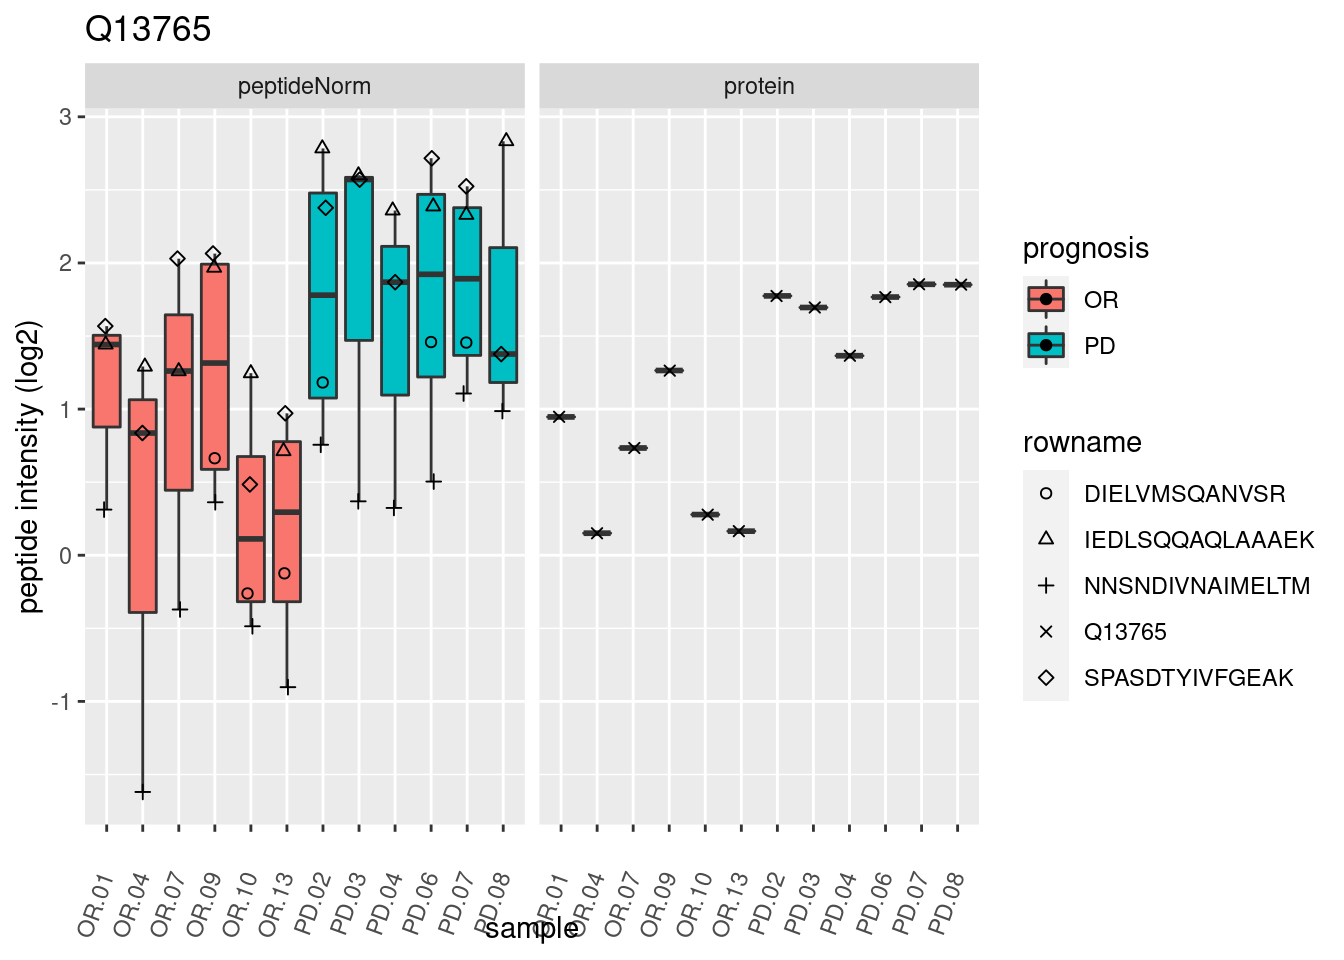 Q13765
peptideNorm
protein
3
2
1
0
-1
peptide intensity (log2)
OR.01
OR.04
OR.07
OR.09
OR.10
OR.13
PD.02
PD.03
PD.04
PD.06
PD.07
PD.08
OR.01
OR.04
OR.07
OR.09
OR.10
OR.13
PD.02
PD.03
PD.04
PD.06
PD.07
PD.08
sample
prognosis
OR
PD
rowname
DIELVMSQANVSR
IEDLSQQAQLAAAEK
NNSNDIVNAIMELTM
Q13765
SPASDTYIVFGEAK